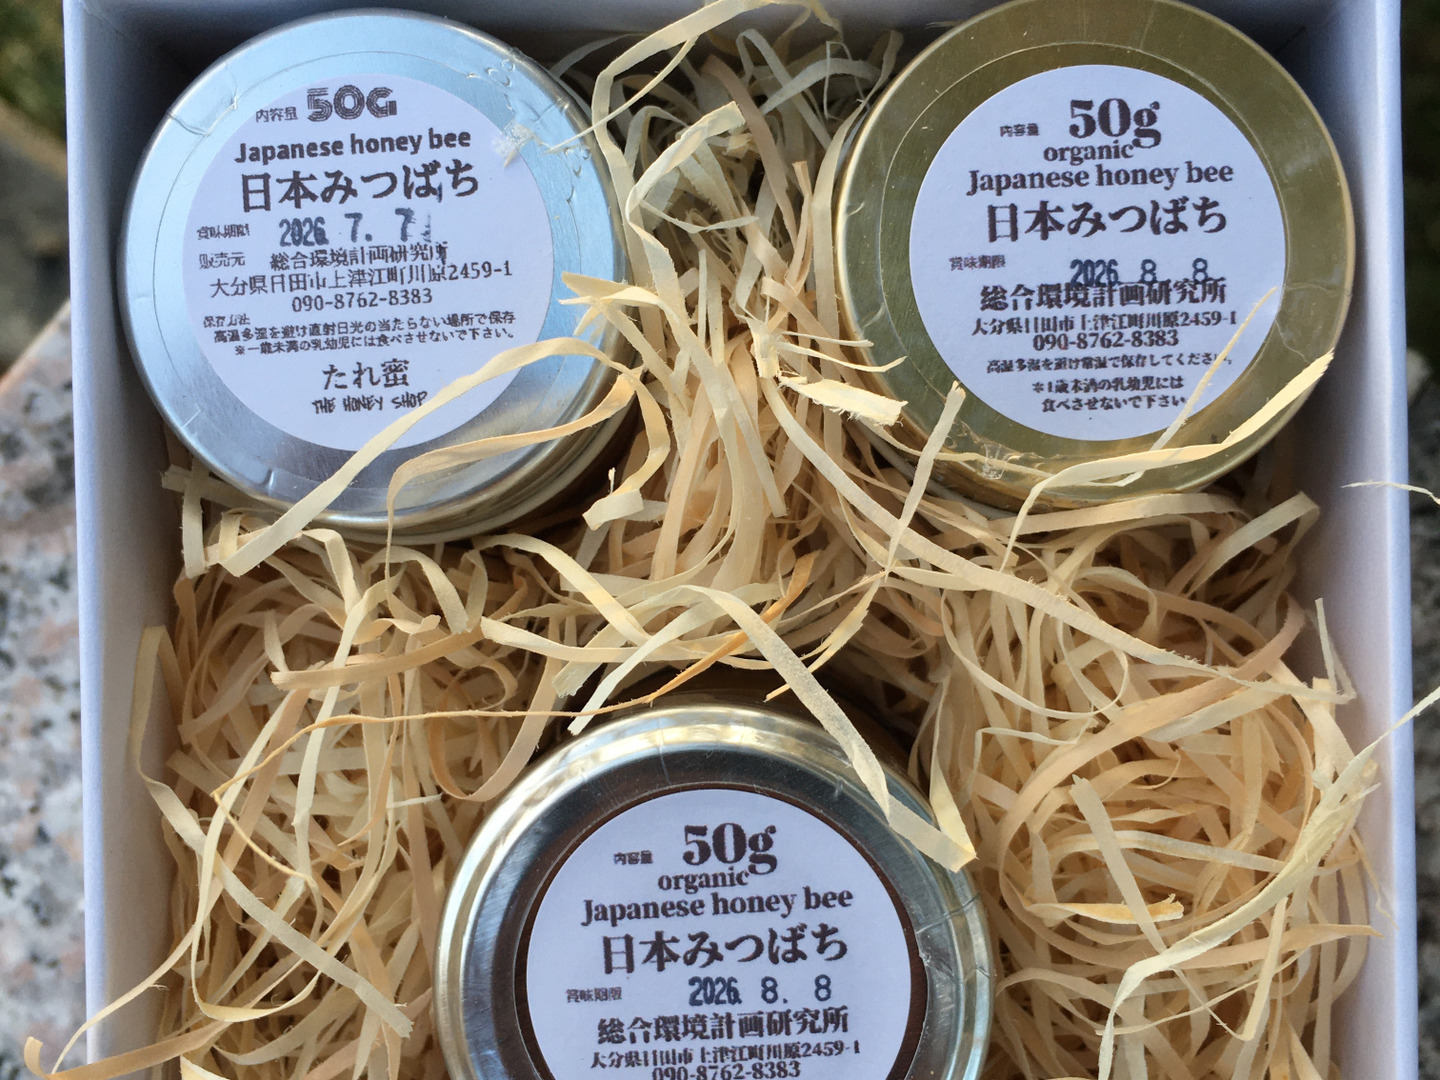 内容量 50G
Japanese honey bee
日本みつばち
賞味期限 2026. 7. 7
販売元 総合環境計画研究所
大分県日田市上津江町川原2459-1
090-8762-8383
保存方法
高温多湿を避け直射日光の当たらない場所で保存
※一歳未満の乳幼児には食べさせないで下さい。
たれ蜜
THE HONEY SHOP
内容量 50g
organic
Japanese honey bee
日本みつばち
賞味期限 2026. 8. 8
総合環境計画研究所
大分県日田市上津江町川原2459-1
090-8762-8383
高温多湿を避け常温で保存してください。
※1歳未満の乳幼児には
食べさせないで下さい
内容量 50g
organic
Japanese honey bee
日本みつばち
賞味期限 2026. 8. 8
総合環境計画研究所
大分県日田市上津江町川原2459-1
090-8762-8383